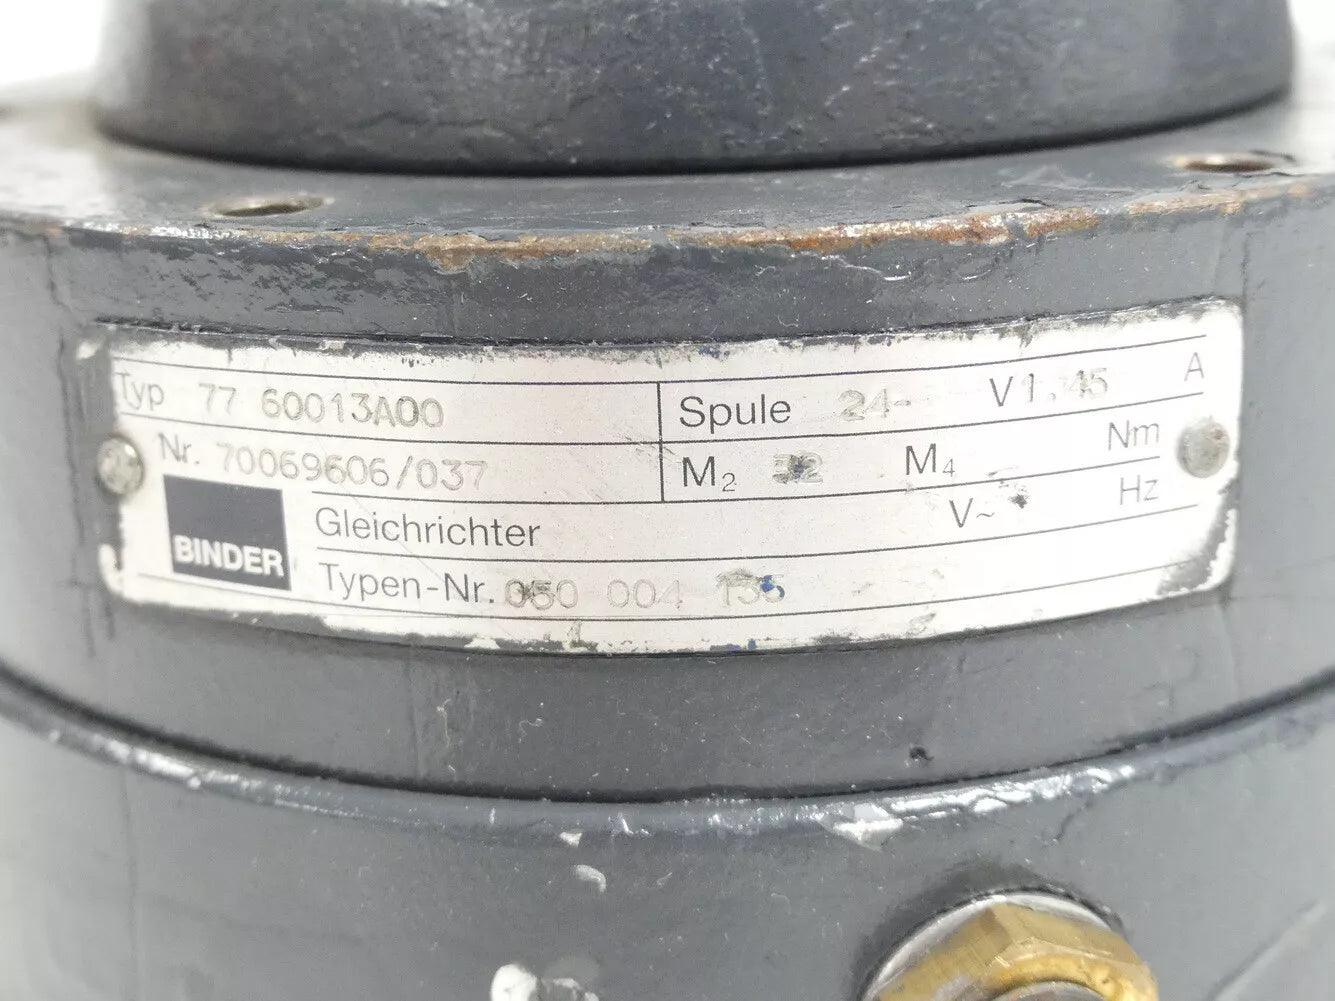 Typ 77 60013A00
Spule 24- V 1.45 A
Nr. 70069606/037
M2 32 M4 Nm
BINDER
Gleichrichter V~ Hz
Typen-Nr. 050 004